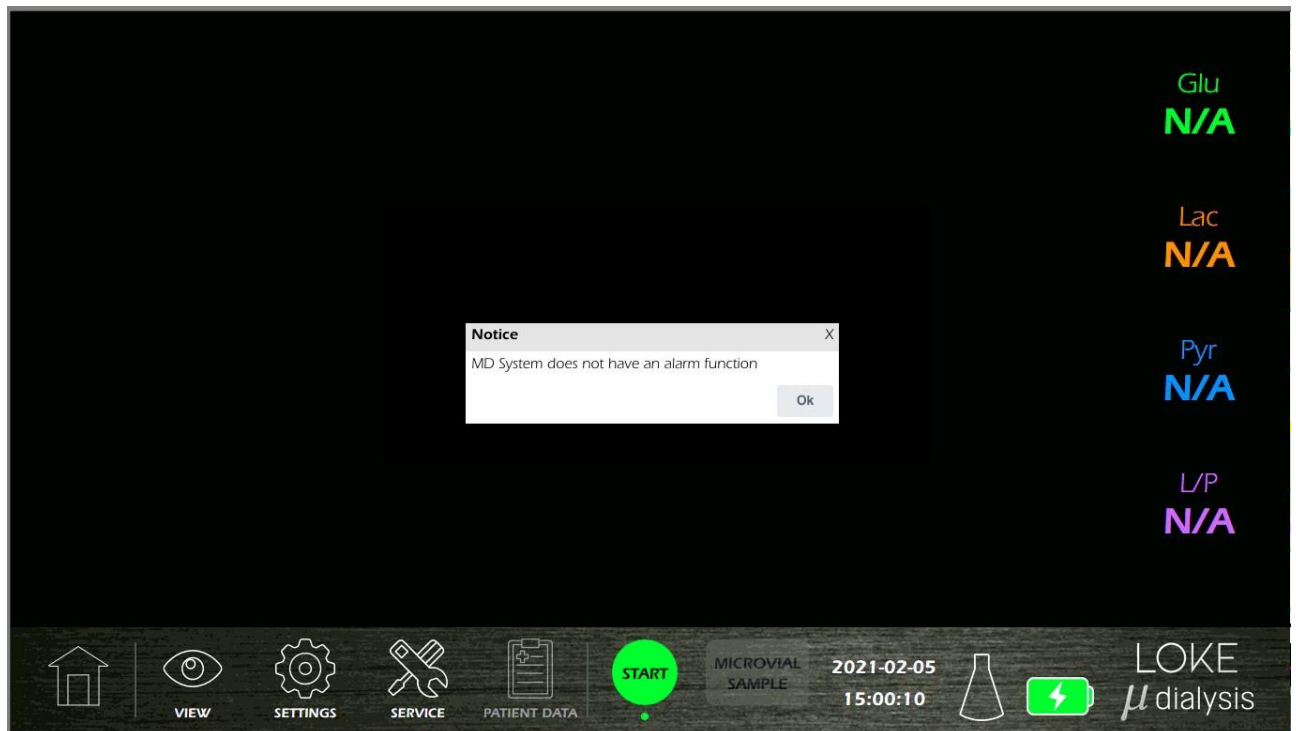 Glu
N/A
Lac
N/A
Pyr
N/A
L/P
N/A
Notice X
MD System does not have an alarm function
Ok
VIEW
SETTINGS
SERVICE
PATIENT DATA
START
MICROVIAL
SAMPLE
2021-02-05
15:00:10
LOKE
μ dialysis